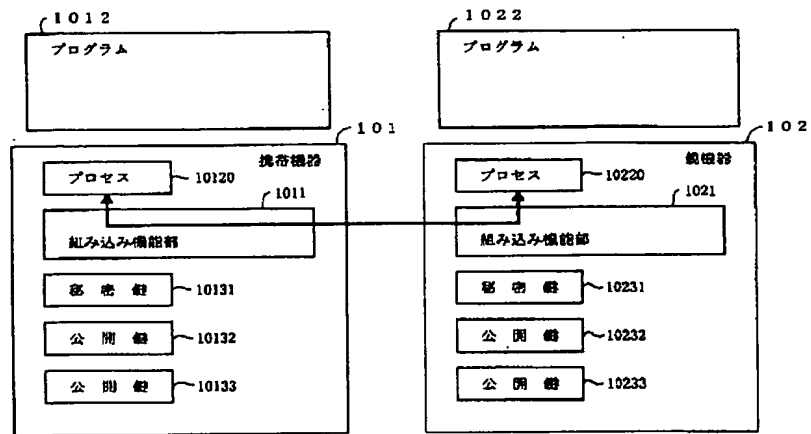 1012
プログラム
1022
プログラム
101
携帯機器
プロセス
10120
1011
組み込み機能部
秘密鍵
10131
公開鍵
10132
公開鍵
10133
102
親機器
プロセス
10220
1021
組み込み機能部
秘密鍵
10231
公開鍵
10232
公開鍵
10233